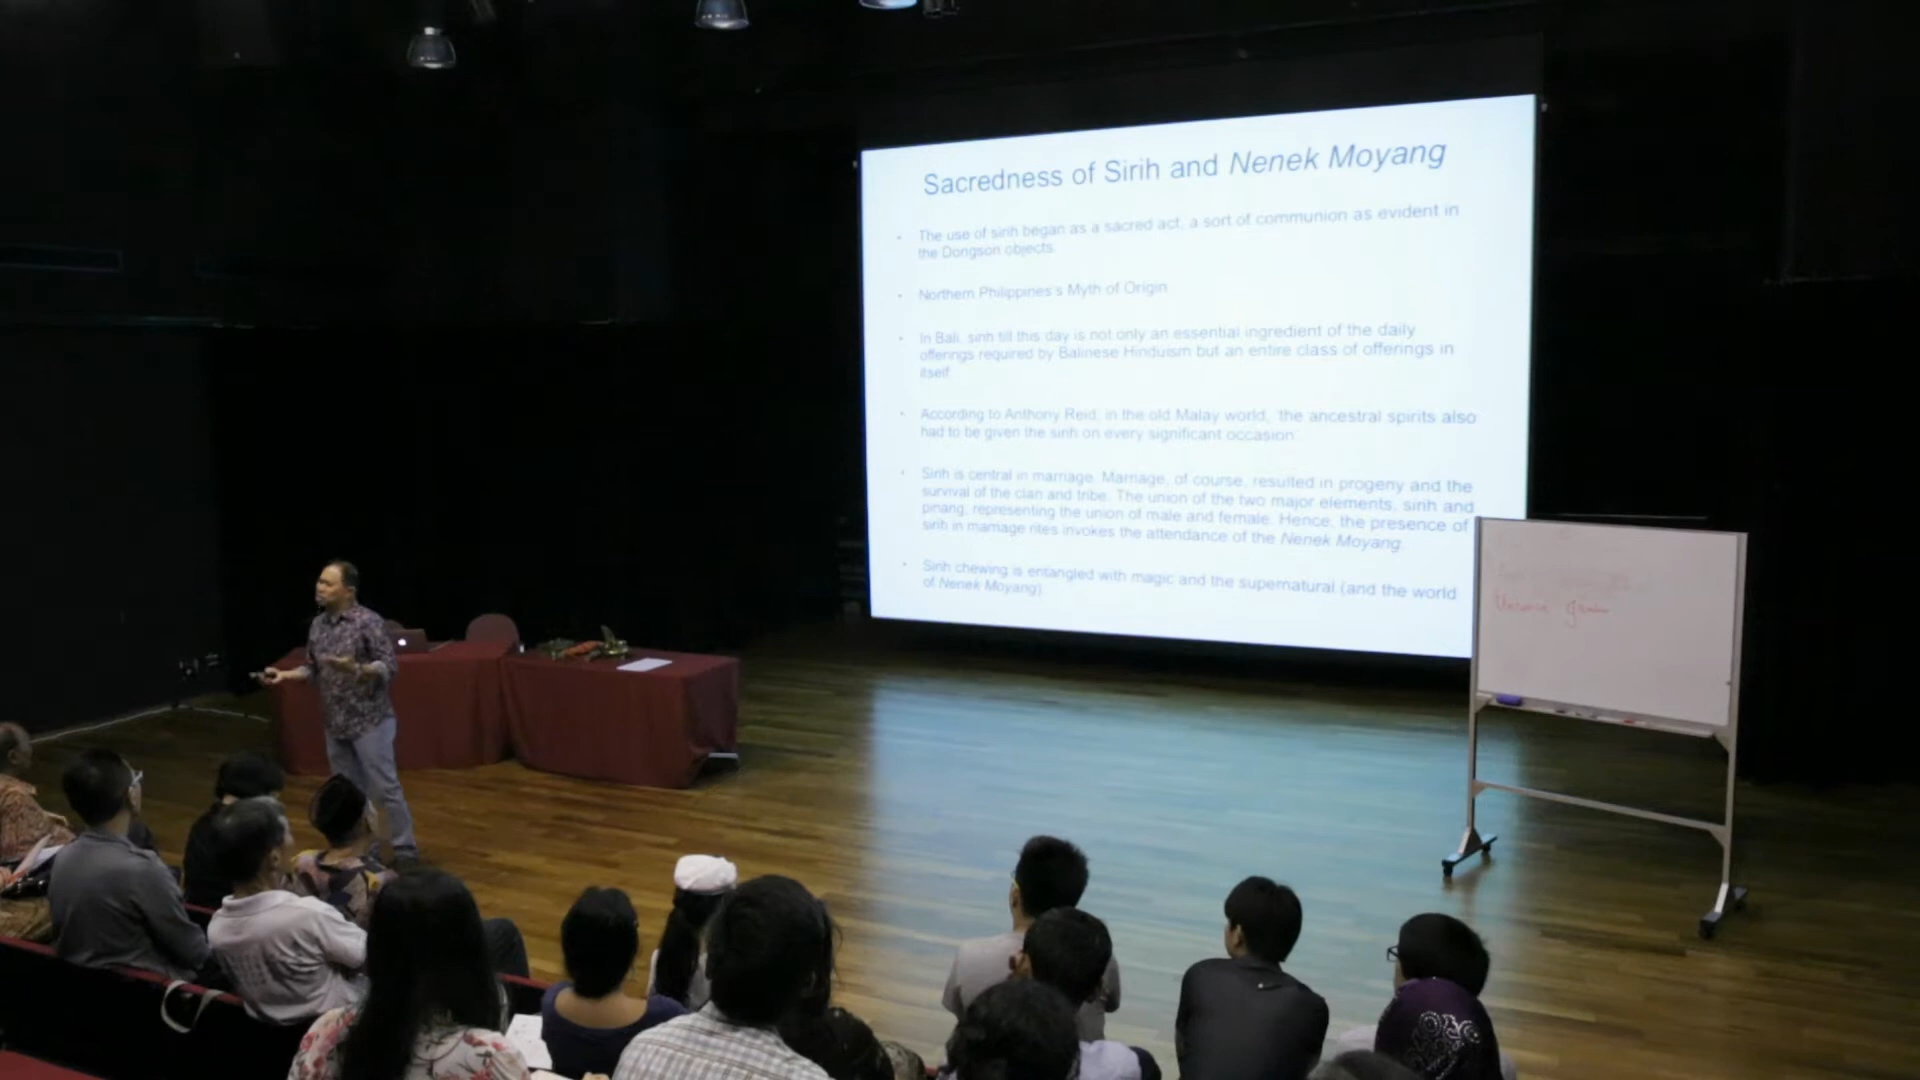 Sacredness of Sirih and Nenek Moyang
• The use of sirih began as a sacred act, a sort of communion as evident in
the Dongson objects.
• Northern Philippines's Myth of Origin
• In Bali, sirih till this day is not only an essential ingredient of the daily
offerings required by Balinese Hinduism but an entire class of offerings in
itself.
• According to Anthony Reid, in the old Malay world, 'the ancestral spirits also
had to be given the sirih on every significant occasion'
• Sirih is central in marriage. Marriage, of course, resulted in progeny and the
survival of the clan and tribe. The union of the two major elements, sirih and
pinang, representing the union of male and female. Hence, the presence of
sirih in marriage rites invokes the attendance of the Nenek Moyang.
• Sirih chewing is entangled with magic and the supernatural (and the world
of Nenek Moyang)